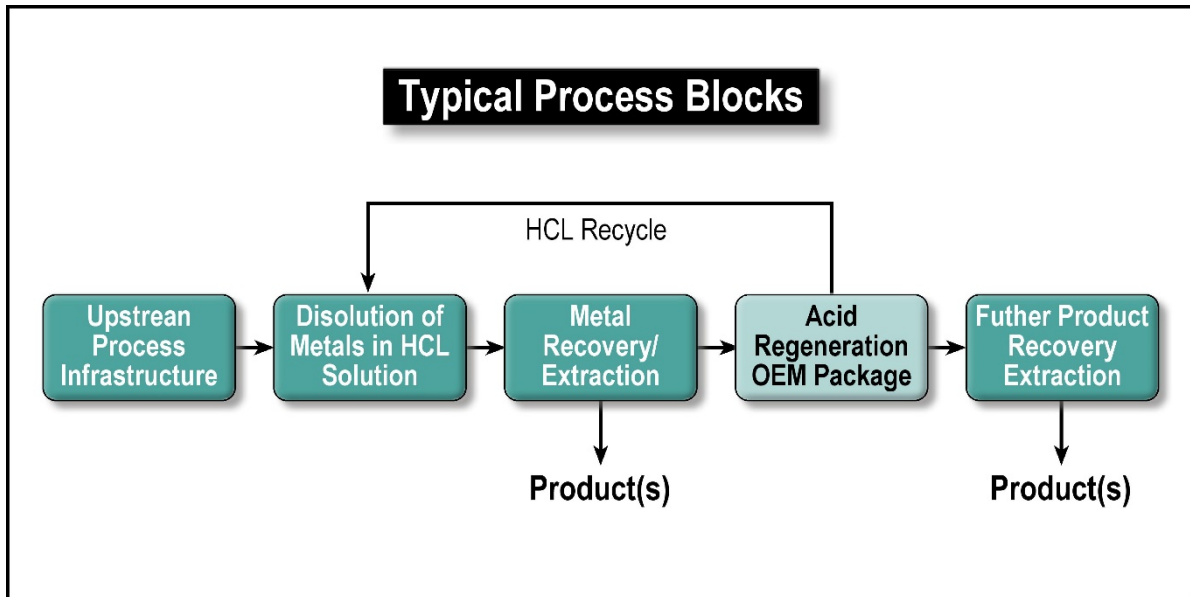 Typical Process Blocks
HCL Recycle
Upstrean
Process
Infrastructure
Disolution of
Metals in HCL
Solution
Metal
Recovery/
Extraction
Acid
Regeneration
OEM Package
Futher Product
Recovery
Extraction
Product(s)
Product(s)